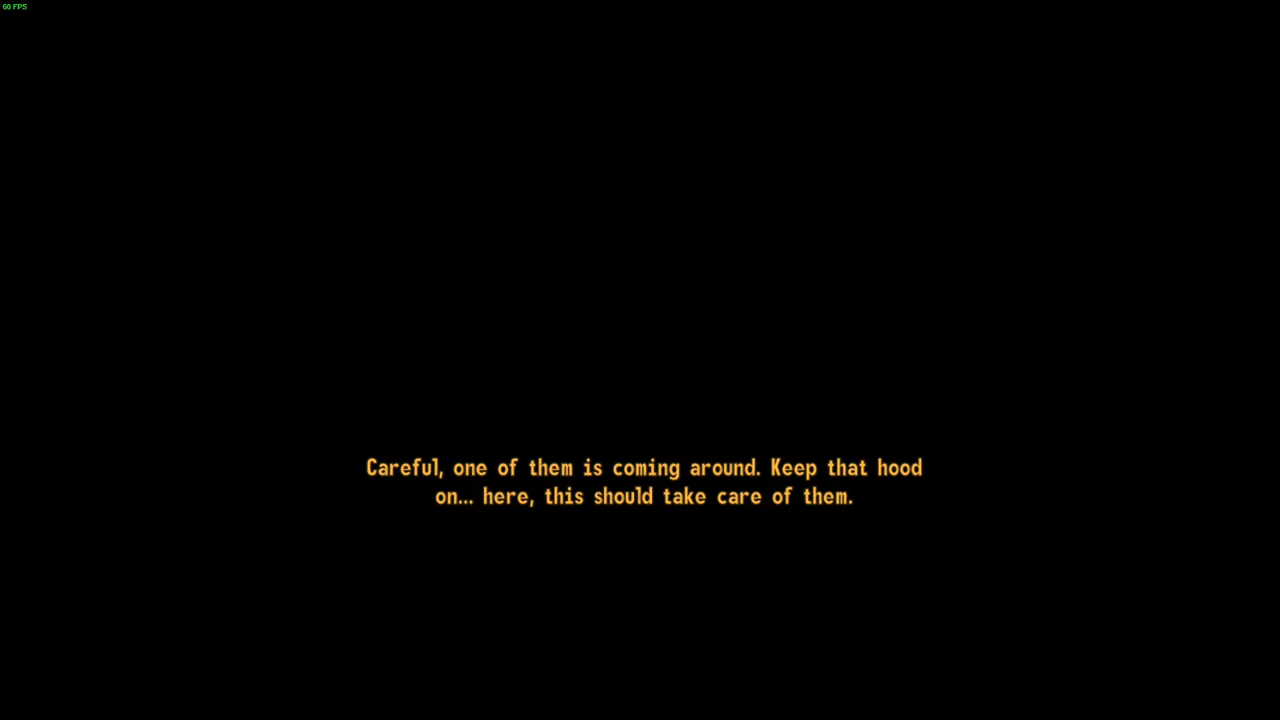 60 FPS
Careful, one of them is coming around. Keep that hood
on... here, this should take care of them.